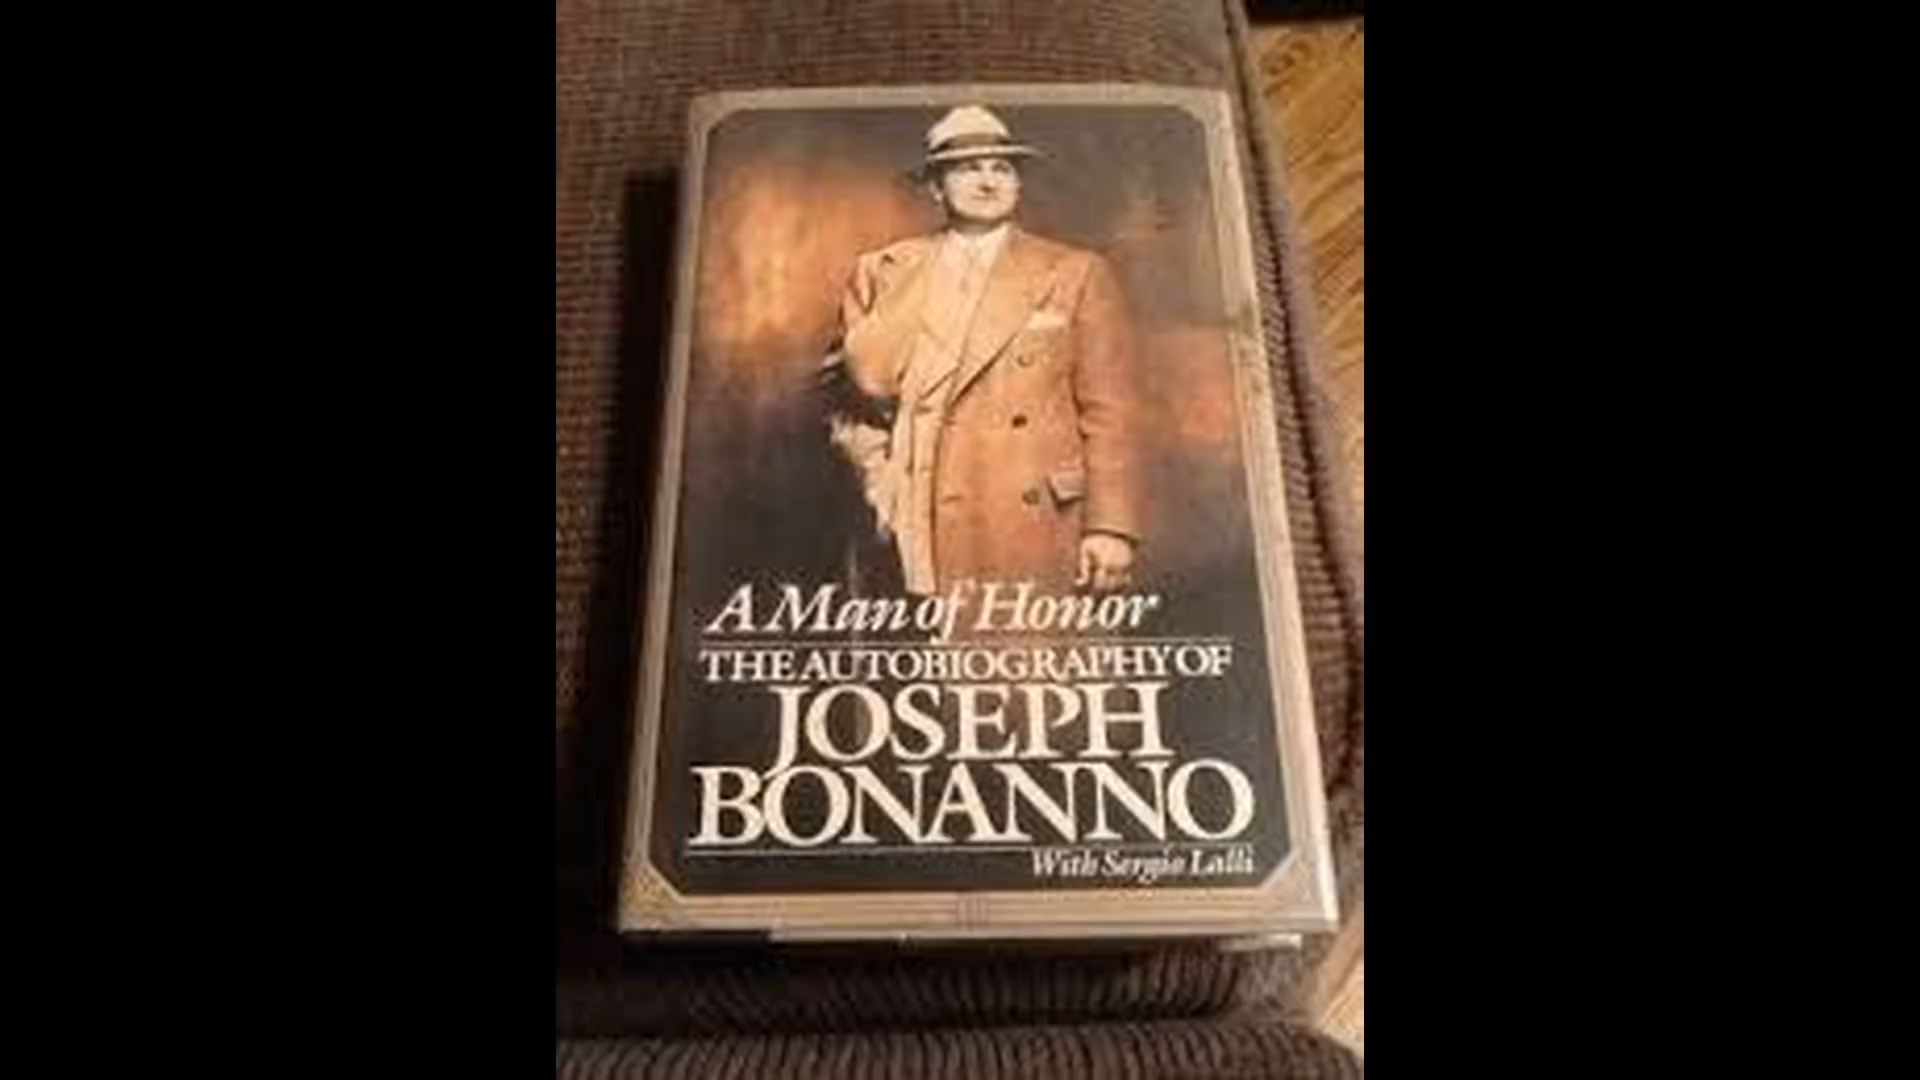 A Man of Honor
THE AUTOBIOGRAPHY OF
JOSEPH
BONANNO
With Sergio Lalli